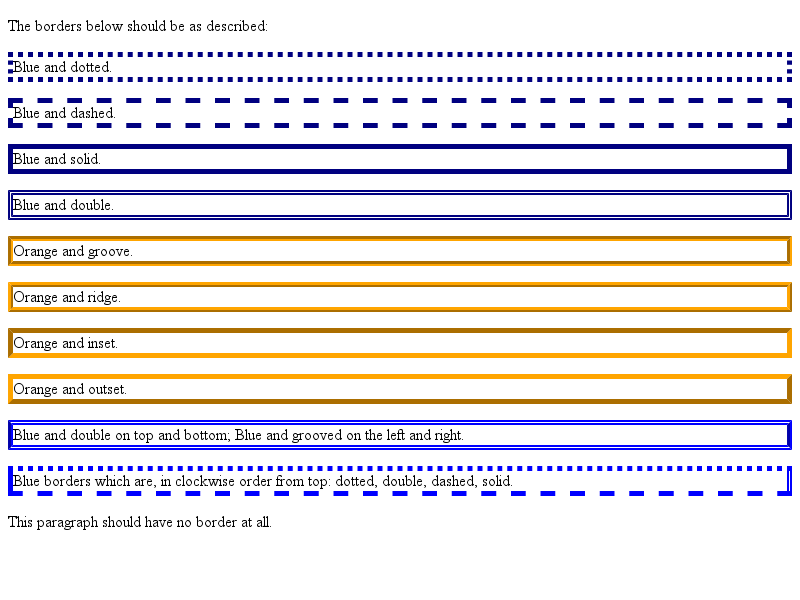 The borders below should be as described:
Blue and dotted.
Blue and dashed.
Blue and solid.
Blue and double.
Orange and groove.
Orange and ridge.
Orange and inset.
Orange and outset.
Blue and double on top and bottom; Blue and grooved on the left and right.
Blue borders which are, in clockwise order from top: dotted, double, dashed, solid.
This paragraph should have no border at all.